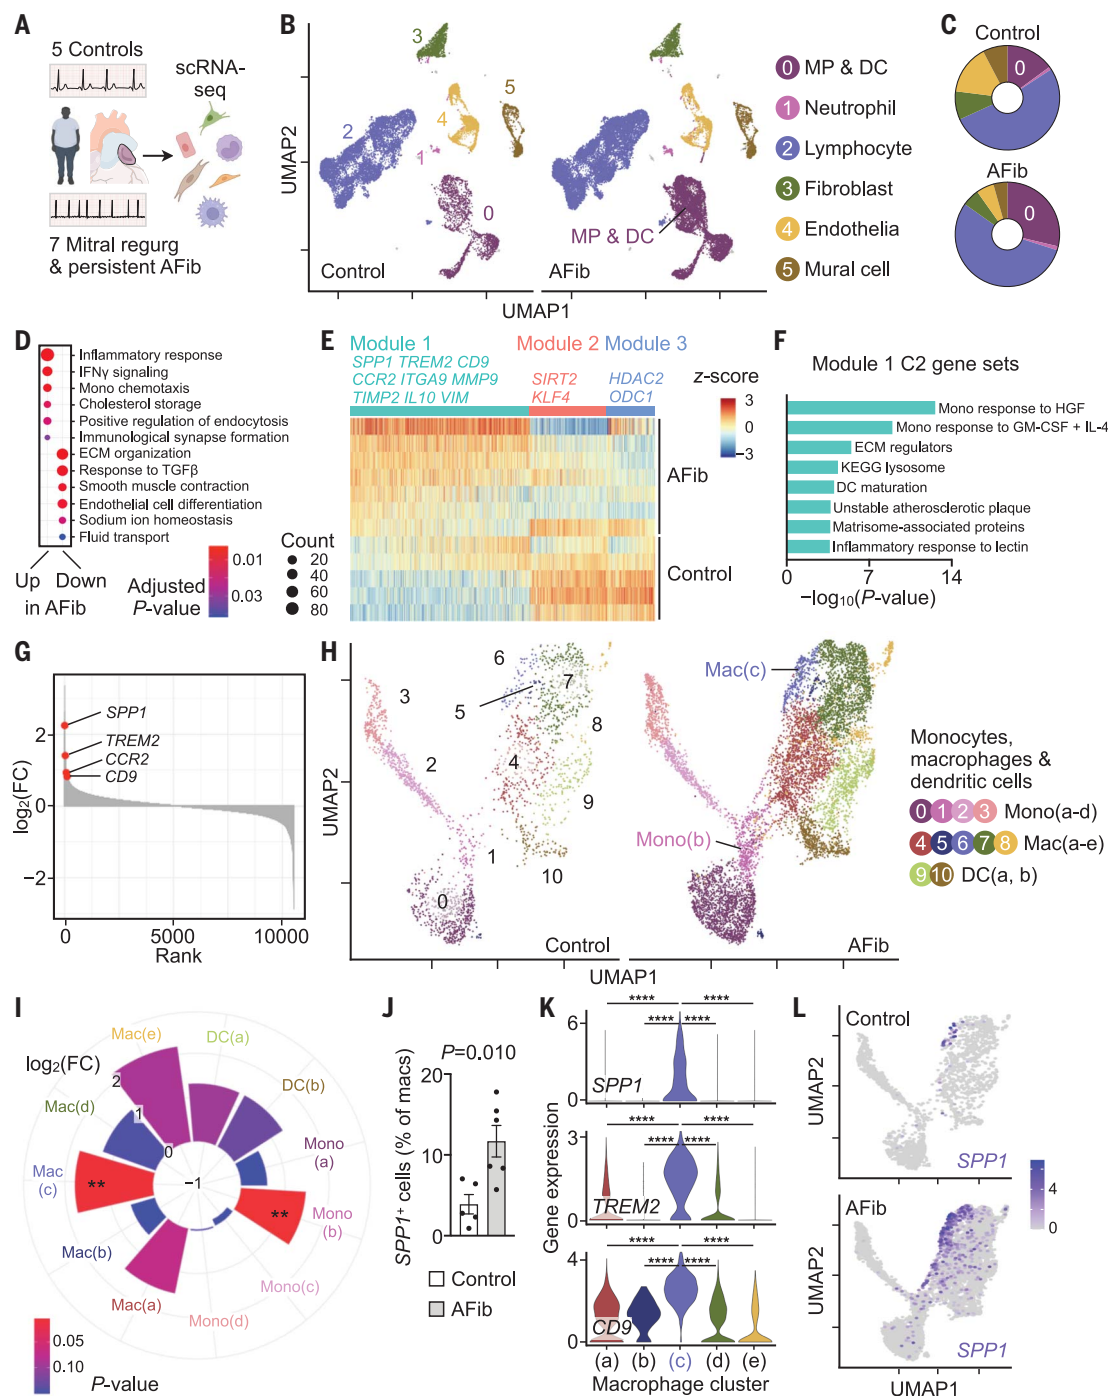 A
5 Controls
scRNA-
seq
7 Mitral regurg
& persistent AFib
B
UMAP2
3
5
4
2
1
0
MP & DC
Control
AFib
UMAP1
0 MP & DC
1 Neutrophil
2 Lymphocyte
3 Fibroblast
4 Endothelia
5 Mural cell
C
Control
0
AFib
0
D
Inflammatory response
IFNγ signaling
Mono chemotaxis
Cholesterol storage
Positive regulation of endocytosis
Immunological synapse formation
ECM organization
Response to TGFβ
Smooth muscle contraction
Endothelial cell differentiation
Sodium ion homeostasis
Fluid transport
Up Down
in AFib
Adjusted
P-value
0.01
0.03
Count
20
40
60
80
E
Module 1 Module 2 Module 3
SPP1 TREM2 CD9
CCR2 ITGA9 MMP9
TIMP2 IL10 VIM
SIRT2
KLF4
HDAC2
ODC1
z-score
3
0
−3
AFib
Control
F
Module 1 C2 gene sets
Mono response to HGF
Mono response to GM-CSF + IL-4
ECM regulators
KEGG lysosome
DC maturation
Unstable atherosclerotic plaque
Matrisome-associated proteins
Inflammatory response to lectin
0 7 14
−log10(P-value)
G
log2(FC)
2
0
−2
SPP1
TREM2
CCR2
CD9
0 5000 10000
Rank
H
UMAP2
6
3
7
5
8
2
4
9
1
10
0
Control
Mac(c)
Mono(b)
AFib
UMAP1
Monocytes,
macrophages &
dendritic cells
0 1 2 3 Mono(a-d)
4 5 6 7 8 Mac(a-e)
9 10 DC(a, b)
I
log2(FC)
2
1
0
−1
Mac(e)
DC(a)
DC(b)
Mono
(a)
Mono
(b)
Mono(c)
Mono(d)
Mac(a)
Mac(b)
Mac
(c)
Mac(d)
**
**
0.05
0.10
P-value
J
P=0.010
SPP1+ cells (% of macs)
20
10
0
Control
AFib
K
Gene expression
**** ****
**** ****
6
0
SPP1
**** ****
**** ****
3
0
TREM2
**** ****
**** ****
4
0
CD9
(a) (b) (c) (d) (e)
Macrophage cluster
L
Control
UMAP2
SPP1
AFib
UMAP2
SPP1
UMAP1
4
0